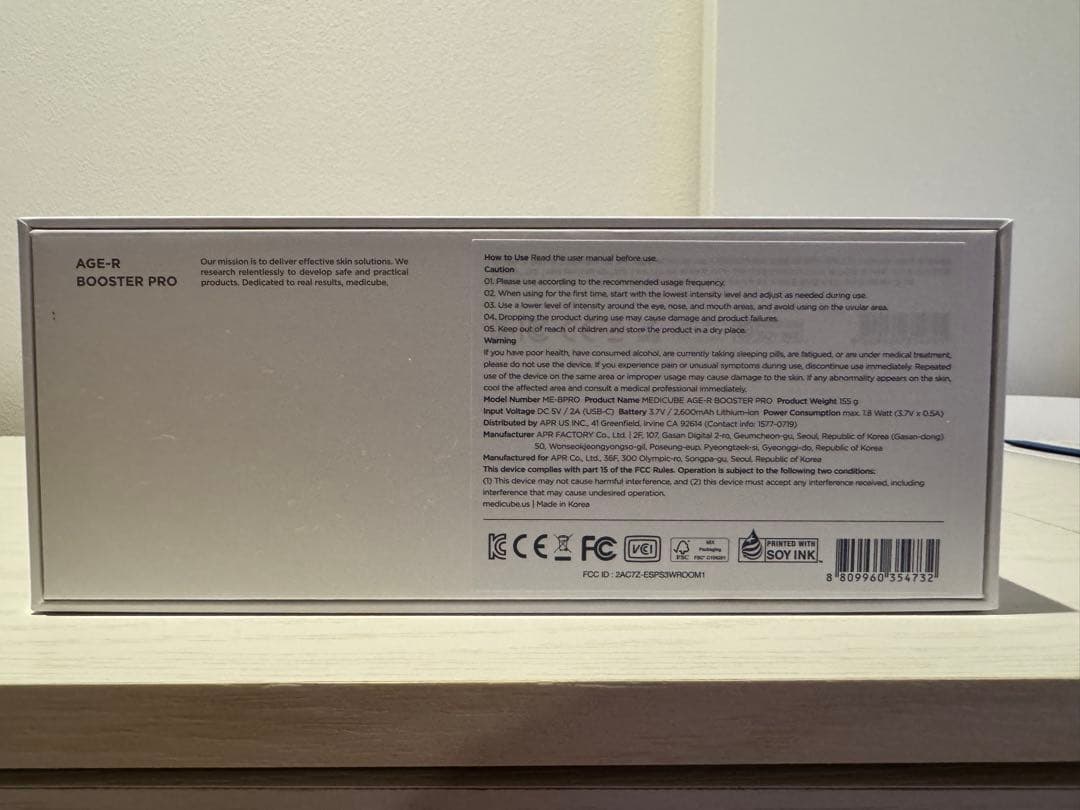 AGE-R
BOOSTER PRO
Our mission is to deliver effective skin solutions. We
research relentlessly to develop safe and practical
products. Dedicated to real results, medicube.
How to Use Read the user manual before use.
Caution
01. Please use according to the recommended usage frequency.
02. When using for the first time, start with the lowest intensity level and adjust as needed during use.
03. Use a lower level of intensity around the eye, nose, and mouth areas, and avoid using on the uvular area.
04. Dropping the product during use may cause damage and product failures.
05. Keep out of reach of children and store the product in a dry place.
Warning
If you have poor health, have consumed alcohol, are currently taking sleeping pills, are fatigued, or are under medical treatment,
please do not use the device. If you experience pain or unusual symptoms during use, discontinue use immediately. Repeated
use of the device on the same area or improper usage may cause damage to the skin. If any abnormality appears on the skin,
cool the affected area and consult a medical professional immediately.
Model Number ME-BPRO Product Name MEDICUBE AGE-R BOOSTER PRO Product Weight 155 g
Input Voltage DC 5V / 2A (USB-C) Battery 3.7V / 2,600mAh Lithium-ion Power Consumption max. 1.8 Watt (3.7V x 0.5A)
Distributed by APR US INC., 41 Greenfield, Irvine CA 92614 (Contact info: 1577-0719)
Manufacturer APR FACTORY Co., Ltd. | 2F, 107, Gasan Digital 2-ro, Geumcheon-gu, Seoul, Republic of Korea (Gasan-dong)
50, Wonseokjeongyongso-gil, Poseung-eup, Pyeongtaek-si, Gyeonggi-do, Republic of Korea
Manufactured for APR Co., Ltd., 36F, 300 Olympic-ro, Songpa-gu, Seoul, Republic of Korea
This device complies with part 15 of the FCC Rules. Operation is subject to the following two conditions:
(1) This device may not cause harmful interference, and (2) this device must accept any interference received, including
interference that may cause undesired operation.
medicube.us | Made in Korea
CE FC VCI FSC MIX Packaging FSC® PRINTED WITH SOY INK
FCC ID : 2AC7Z-ESPS3WROOM1
8 809960 354732